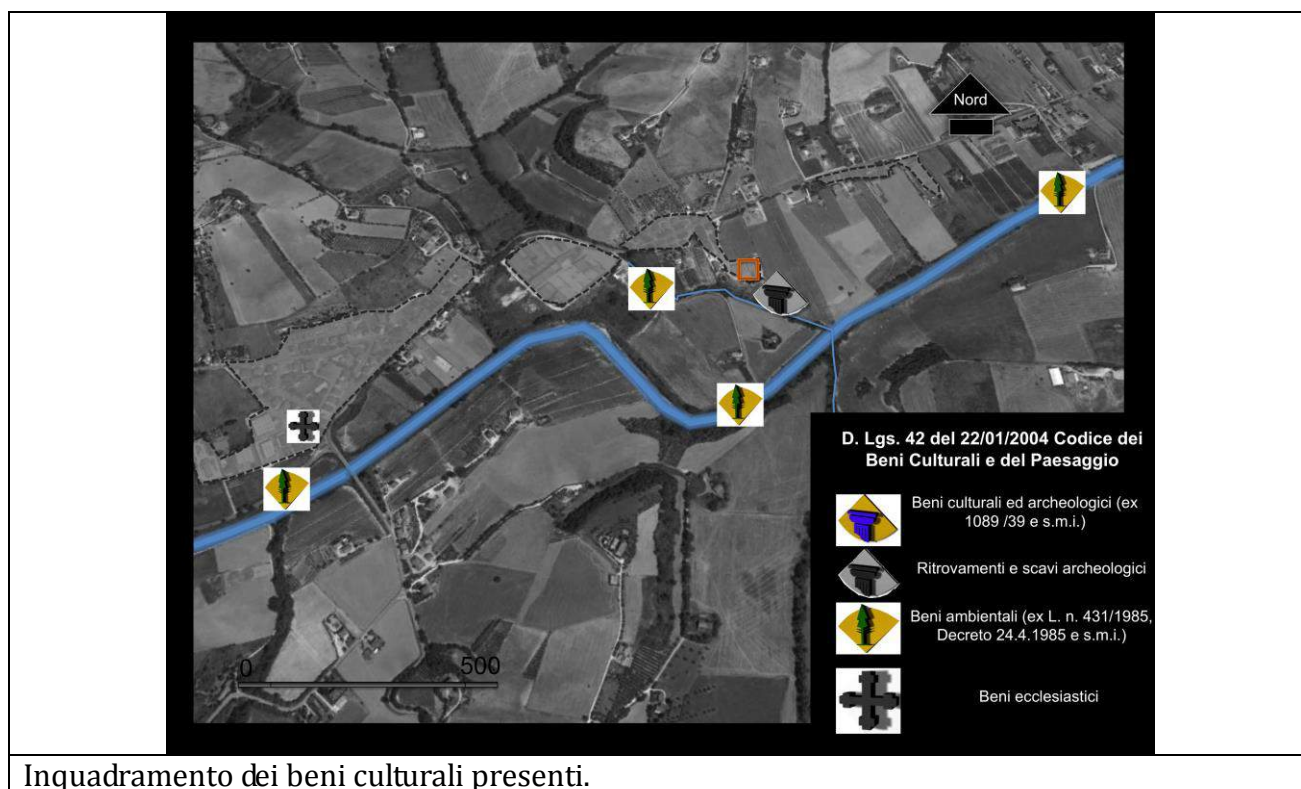 Nord
0 500
D. Lgs. 42 del 22/01/2004 Codice dei
Beni Culturali e del Paesaggio
Beni culturali ed archeologici (ex
1089 /39 e s.m.i.)
Ritrovamenti e scavi archeologici
Beni ambientali (ex L. n. 431/1985,
Decreto 24.4.1985 e s.m.i.)
Beni ecclesiastici
Inquadramento dei beni culturali presenti.